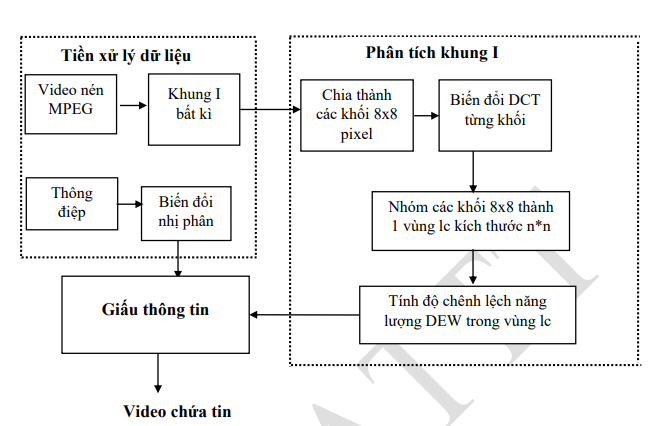 Tiền xử lý dữ liệu
Video nén
MPEG
Khung I
bất kì
Thông
điệp
Biến đổi
nhị phân
Phân tích khung I
Chia thành
các khối 8x8
pixel
Biến đổi DCT
từng khối
Nhóm các khối 8x8 thành
1 vùng lc kích thước n*n
Tính độ chênh lệch năng
lượng DEW trong vùng lc
Giấu thông tin
Video chứa tin